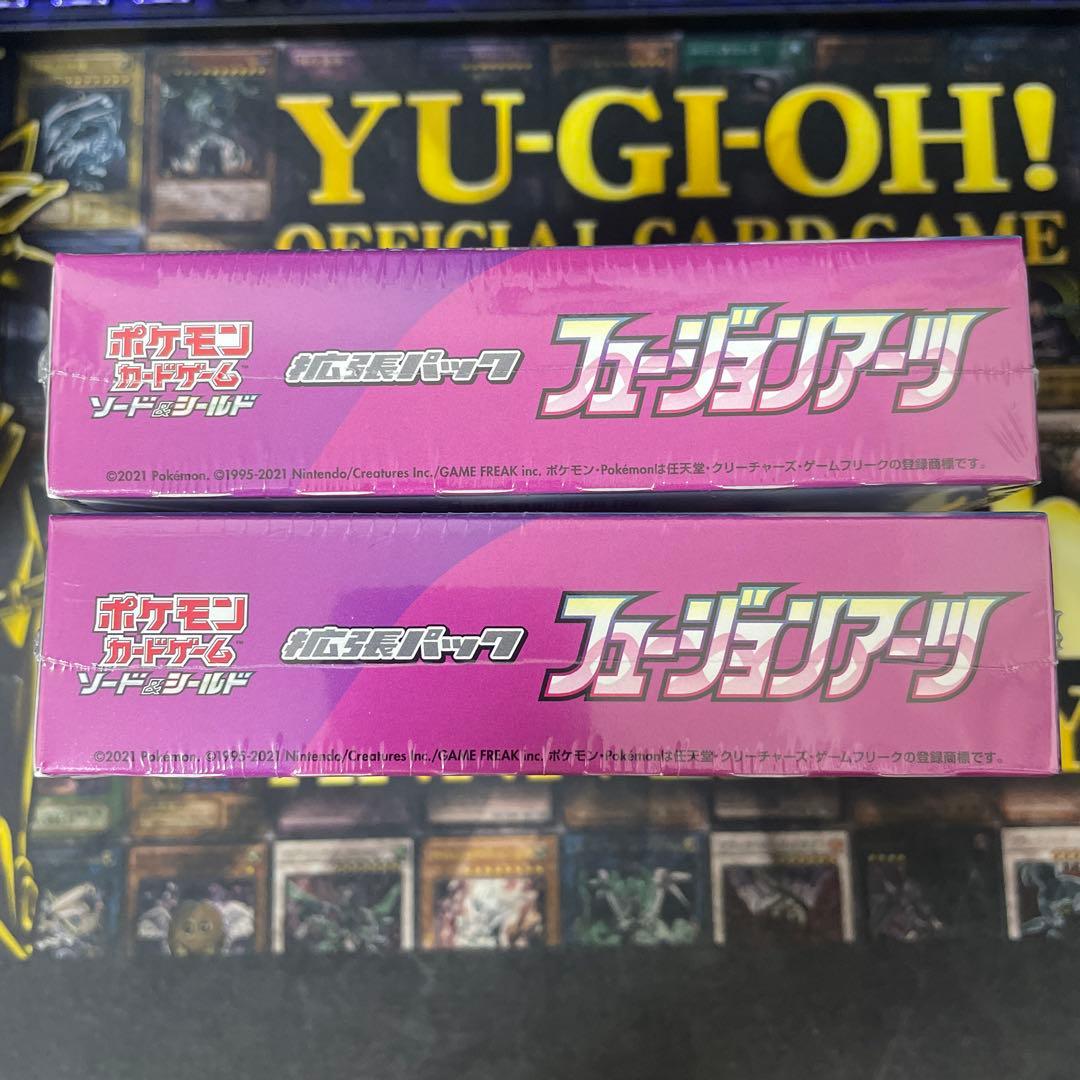 YU-GI-OH!
OFFICIAL CARD GAME
ポケモン
カードゲーム™
ソード&シールド
拡張パック
フュージョンアーツ
©2021 Pokémon. ©1995-2021 Nintendo/Creatures Inc./GAME FREAK inc. ポケモン・Pokémonは任天堂・クリーチャーズ・ゲームフリークの登録商標です。
ポケモン
カードゲーム™
ソード&シールド
拡張パック
フュージョンアーツ
©2021 Pokémon. ©1995-2021 Nintendo/Creatures Inc./GAME FREAK inc. ポケモン・Pokémonは任天堂・クリーチャーズ・ゲームフリークの登録商標です。